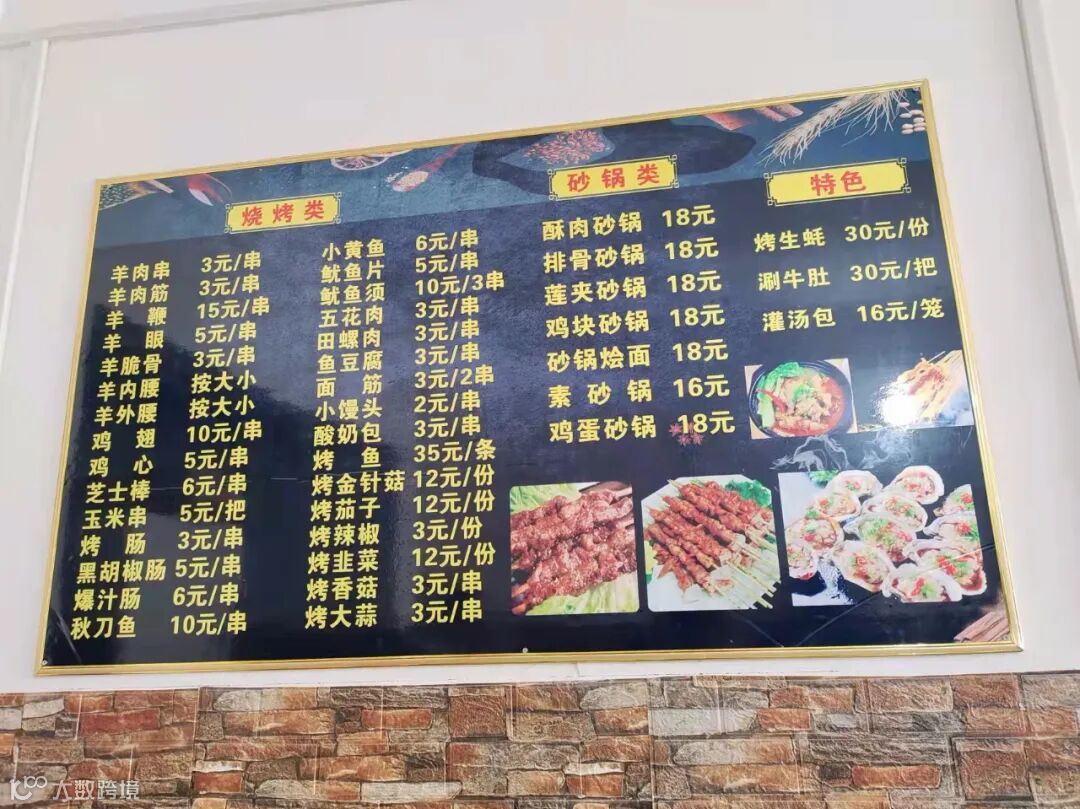 烧烤类
羊肉串 3元/串
羊肉筋 3元/串
羊鞭 15元/串
羊眼 5元/串
羊脆骨 3元/串
羊内腰 按大小
羊外腰 按大小
鸡翅 10元/串
鸡心 5元/串
芝士棒 6元/串
玉米串 5元/把
烤肠 3元/串
黑胡椒肠 5元/串
爆汁肠 6元/串
秋刀鱼 10元/串
小黄鱼 6元/串
鱿鱼片 5元/串
鱿鱼须 10元/3串
五花肉 3元/串
田螺肉 3元/串
鱼豆腐 3元/串
面筋 3元/2串
小馒头 2元/串
酸奶包 3元/串
烤鱼 35元/条
烤金针菇 12元/份
烤茄子 12元/份
烤辣椒 3元/份
烤韭菜 12元/份
烤香菇 3元/串
烤大蒜 3元/串
砂锅类
酥肉砂锅 18元
排骨砂锅 18元
莲夹砂锅 18元
鸡块砂锅 18元
砂锅烩面 18元
素砂锅 16元
鸡蛋砂锅 18元
特色
烤生蚝 30元/份
涮牛肚 30元/把
灌汤包 16元/笼
大数跨境